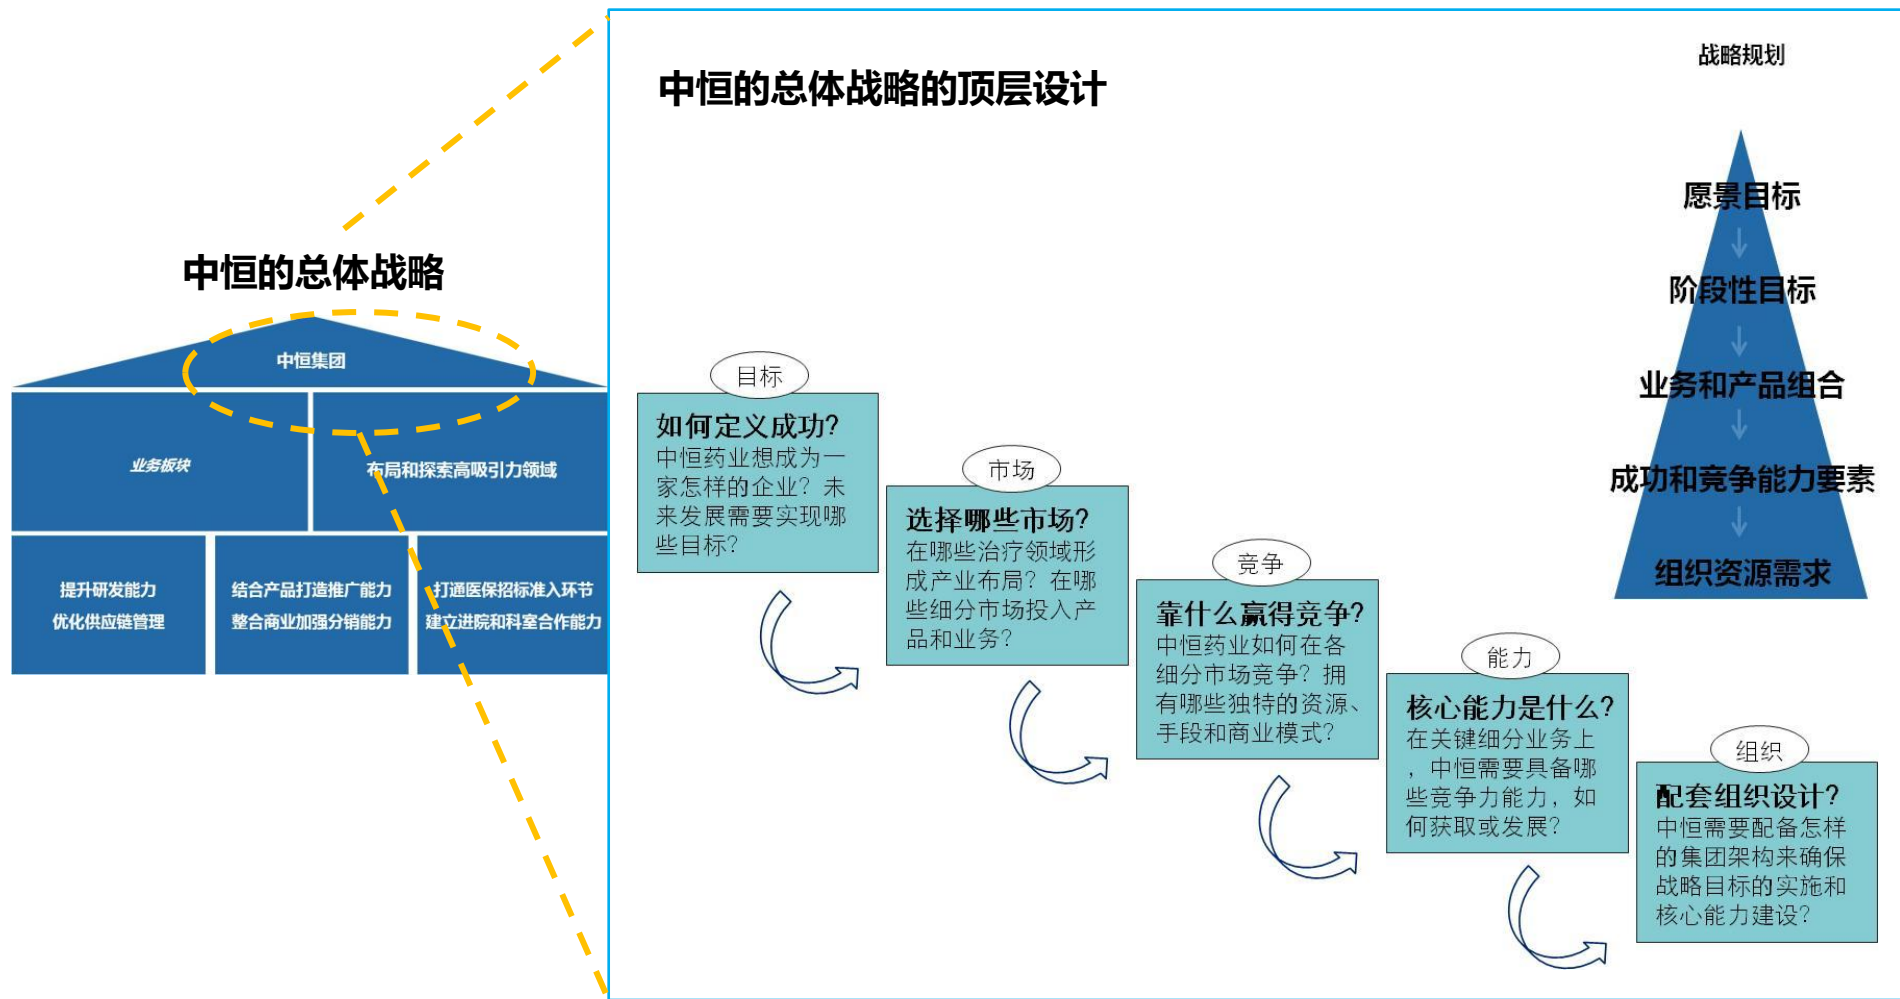 中恒的总体战略
中恒集团
业务板块
布局和探索高吸引力领域
提升研发能力
优化供应链管理
结合产品打造推广能力
整合商业加强分销能力
打通医保招标准入环节
建立进院和科室合作能力
中恒的总体战略的顶层设计
目标
如何定义成功?
中恒药业想成为一
家怎样的企业？未
来发展需要实现哪
些目标？
市场
选择哪些市场?
在哪些治疗领域形
成产业布局？在哪
些细分市场投入产
品和业务？
竞争
靠什么赢得竞争?
中恒药业如何在各
细分市场竞争？拥
有哪些独特的资源、
手段和商业模式？
能力
核心能力是什么?
在关键细分业务上
，中恒需要具备哪
些竞争力能力，如
何获取或发展？
组织
配套组织设计?
中恒需要配备怎样
的集团架构来确保
战略目标的实施和
核心能力建设？
战略规划
愿景目标
阶段性目标
业务和产品组合
成功和竞争能力要素
组织资源需求